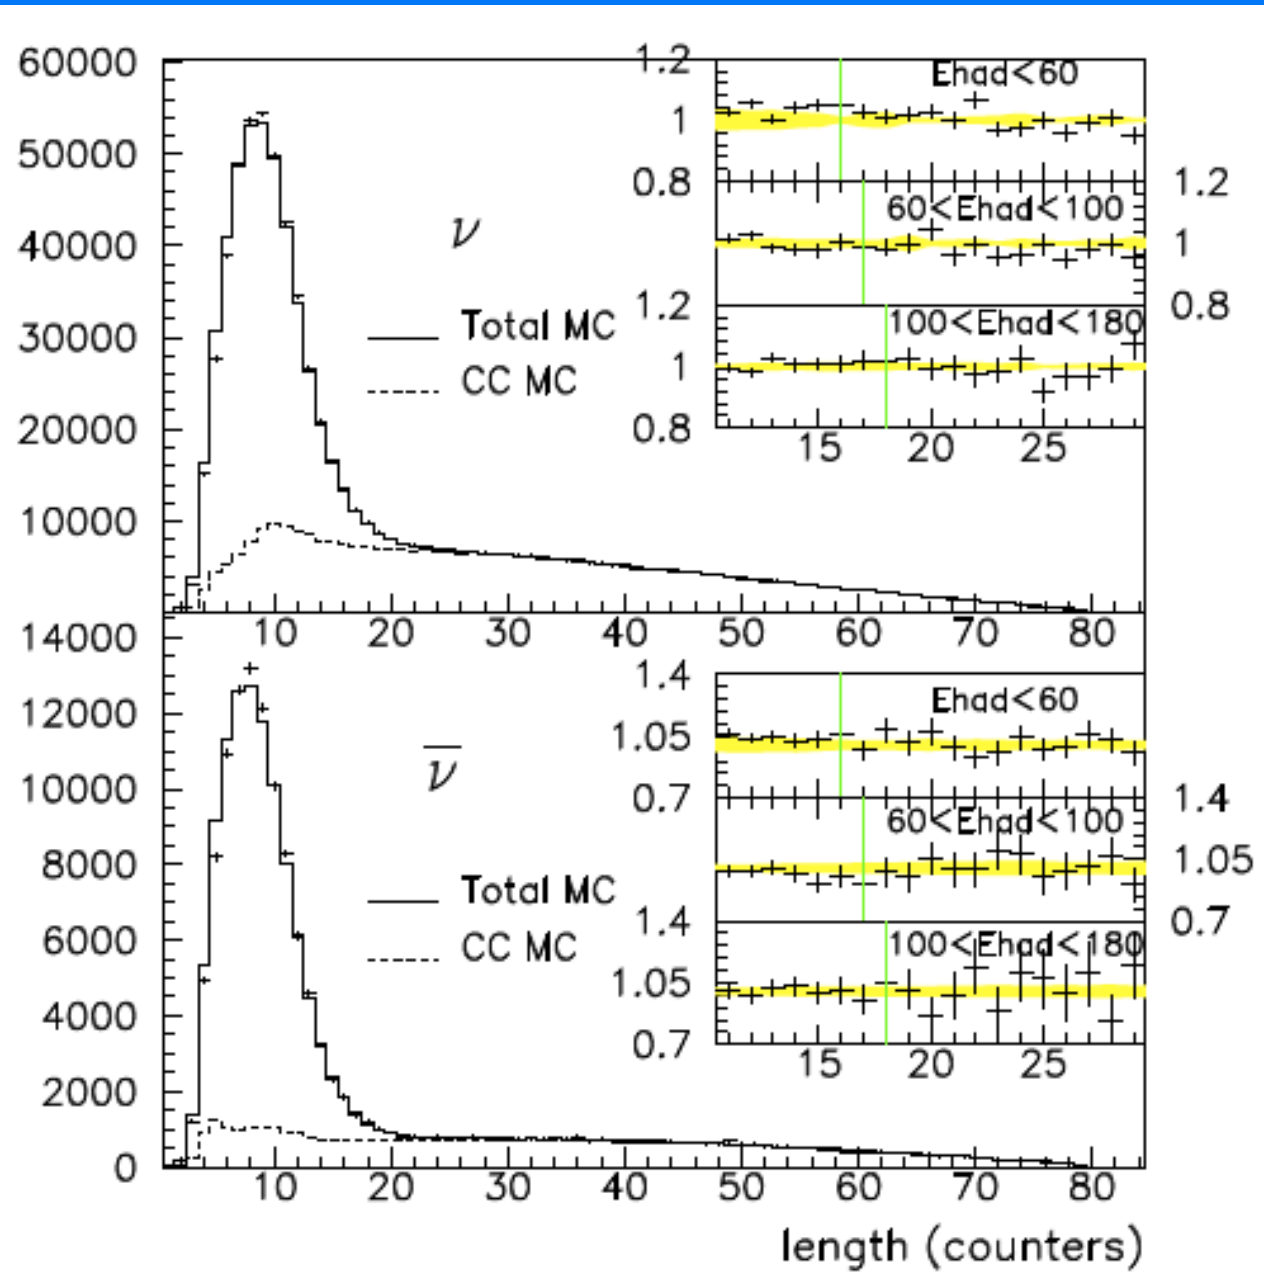 60000
50000
40000
30000
20000
10000
ν
Total MC
CC MC
1.2
1
0.8
Ehad<60
1.2
1
0.8
60<Ehad<100
1.2
1
0.8
100<Ehad<180
15 20 25
10 20 30 40 50 60 70 80
14000
12000
10000
8000
6000
4000
2000
0
ν̅
Total MC
CC MC
1.4
1.05
0.7
Ehad<60
1.4
1.05
0.7
60<Ehad<100
1.4
1.05
0.7
100<Ehad<180
15 20 25
10 20 30 40 50 60 70 80
length (counters)